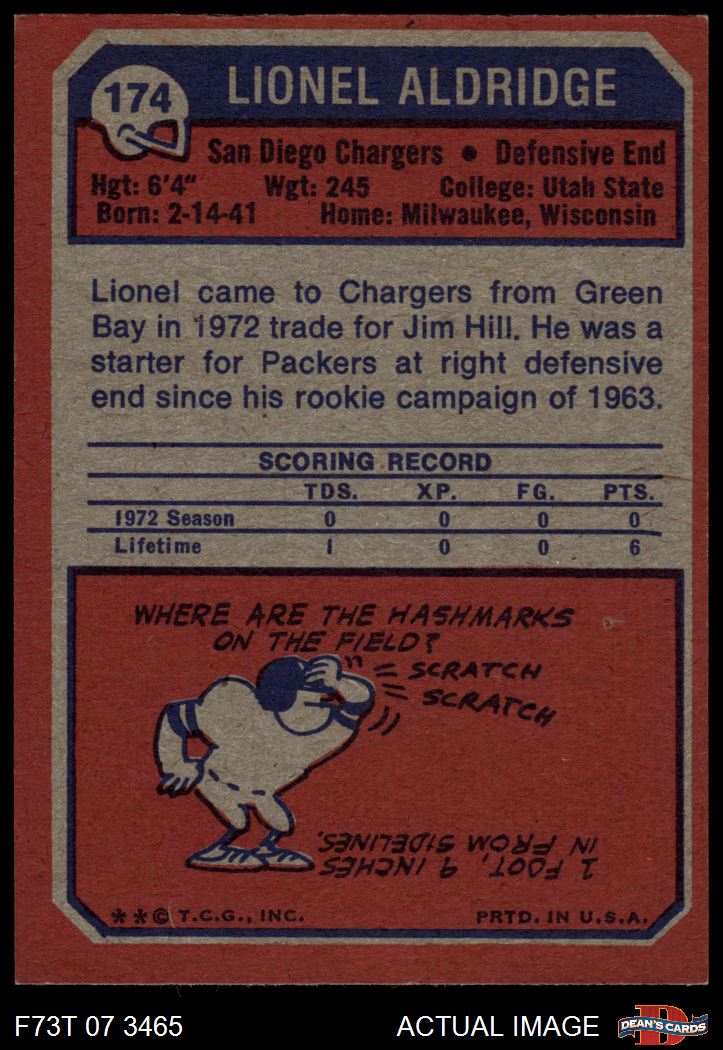 174
LIONEL ALDRIDGE
San Diego Chargers • Defensive End
Hgt: 6'4" Wgt: 245 College: Utah State
Born: 2-14-41 Home: Milwaukee, Wisconsin
Lionel came to Chargers from Green
Bay in 1972 trade for Jim Hill. He was a
starter for Packers at right defensive
end since his rookie campaign of 1963.
SCORING RECORD
TDS. XP. FG. PTS.
1972 Season 0 0 0 0
Lifetime 1 0 0 6
WHERE ARE THE HASHMARKS
ON THE FIELD?
SCRATCH
SCRATCH
1 FOOT, 9 INCHES
IN FROM SIDELINES.
**© T.C.G., INC. PRTD. IN U.S.A.
F73T 07 3465 ACTUAL IMAGE
D
DEAN'S CARDS